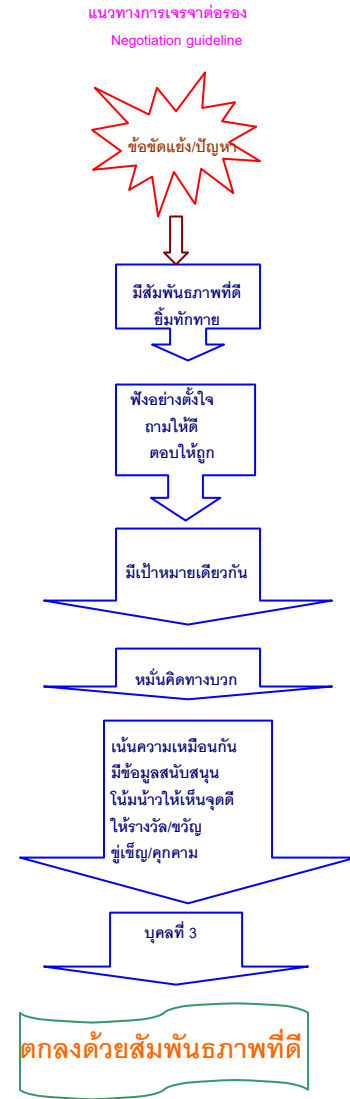 แนวทางการเจรจาต่อรอง
Negotiation guideline
ข้อขัดแย้ง/ปัญหา
มีสัมพันธภาพที่ดี
ยิ้มทักทาย
ฟังอย่างตั้งใจ
ถามให้ดี
ตอบให้ถูก
มีเป้าหมายเดียวกัน
หมั่นคิดทางบวก
เน้นความเหมือนกัน
มีข้อมูลสนับสนุน
โน้มน้าวให้เห็นจุดดี
ให้รางวัล/ขวัญ
ขู่เข็ญ/คุกคาม
บุคลที่ 3
ตกลงด้วยสัมพันธภาพที่ดี